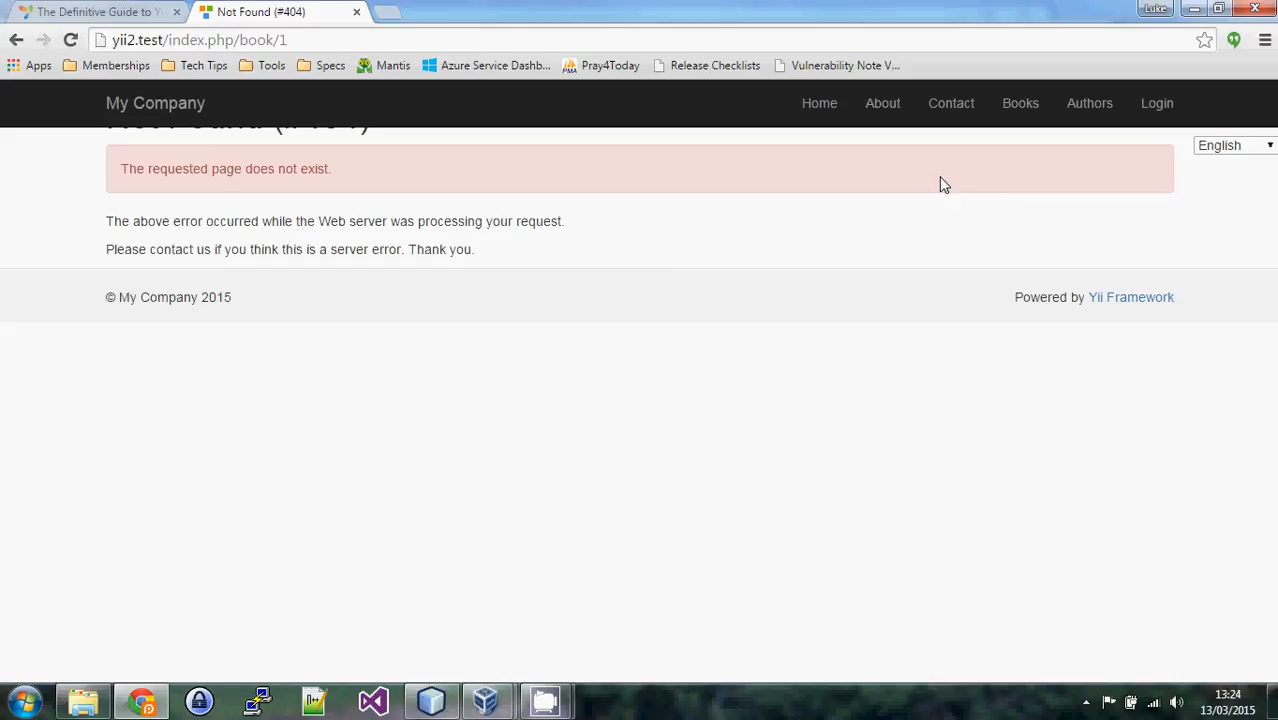 The Definitive Guide to Yi
Not Found (#404)
Luke
yii2.test/index.php/book/1
Apps Memberships Tech Tips Tools Specs Mantis Azure Service Dashb... Pray4Today Release Checklists Vulnerability Note V...
My Company Home About Contact Books Authors Login
English
The requested page does not exist.
The above error occurred while the Web server was processing your request.
Please contact us if you think this is a server error. Thank you.
© My Company 2015 Powered by Yii Framework
13:24
13/03/2015